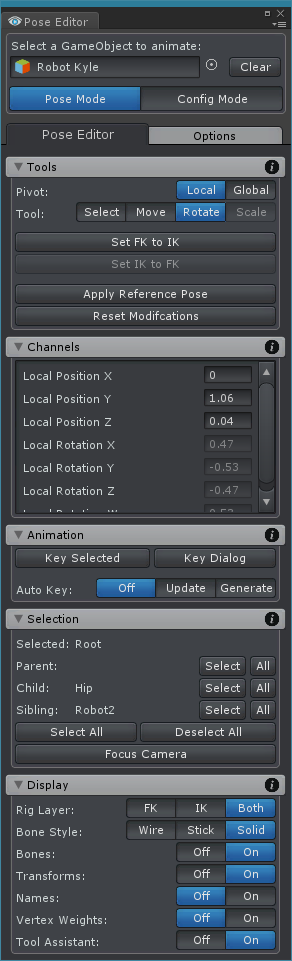 Pose Editor
Select a GameObject to animate:
Robot Kyle Clear
Pose Mode Config Mode
Pose Editor Options
Tools
Pivot: Local Global
Tool: Select Move Rotate Scale
Set FK to IK
Set IK to FK
Apply Reference Pose
Reset Modifcations
Channels
Local Position X 0
Local Position Y 1.06
Local Position Z 0.04
Local Rotation X 0.47
Local Rotation Y -0.53
Local Rotation Z -0.47
Local Rotation W 0.53
Animation
Key Selected Key Dialog
Auto Key: Off Update Generate
Selection
Selected: Root
Parent: Select All
Child: Hip Select All
Sibling: Robot2 Select All
Select All Deselect All
Focus Camera
Display
Rig Layer: FK IK Both
Bone Style: Wire Stick Solid
Bones: Off On
Transforms: Off On
Names: Off On
Vertex Weights: Off On
Tool Assistant: Off On